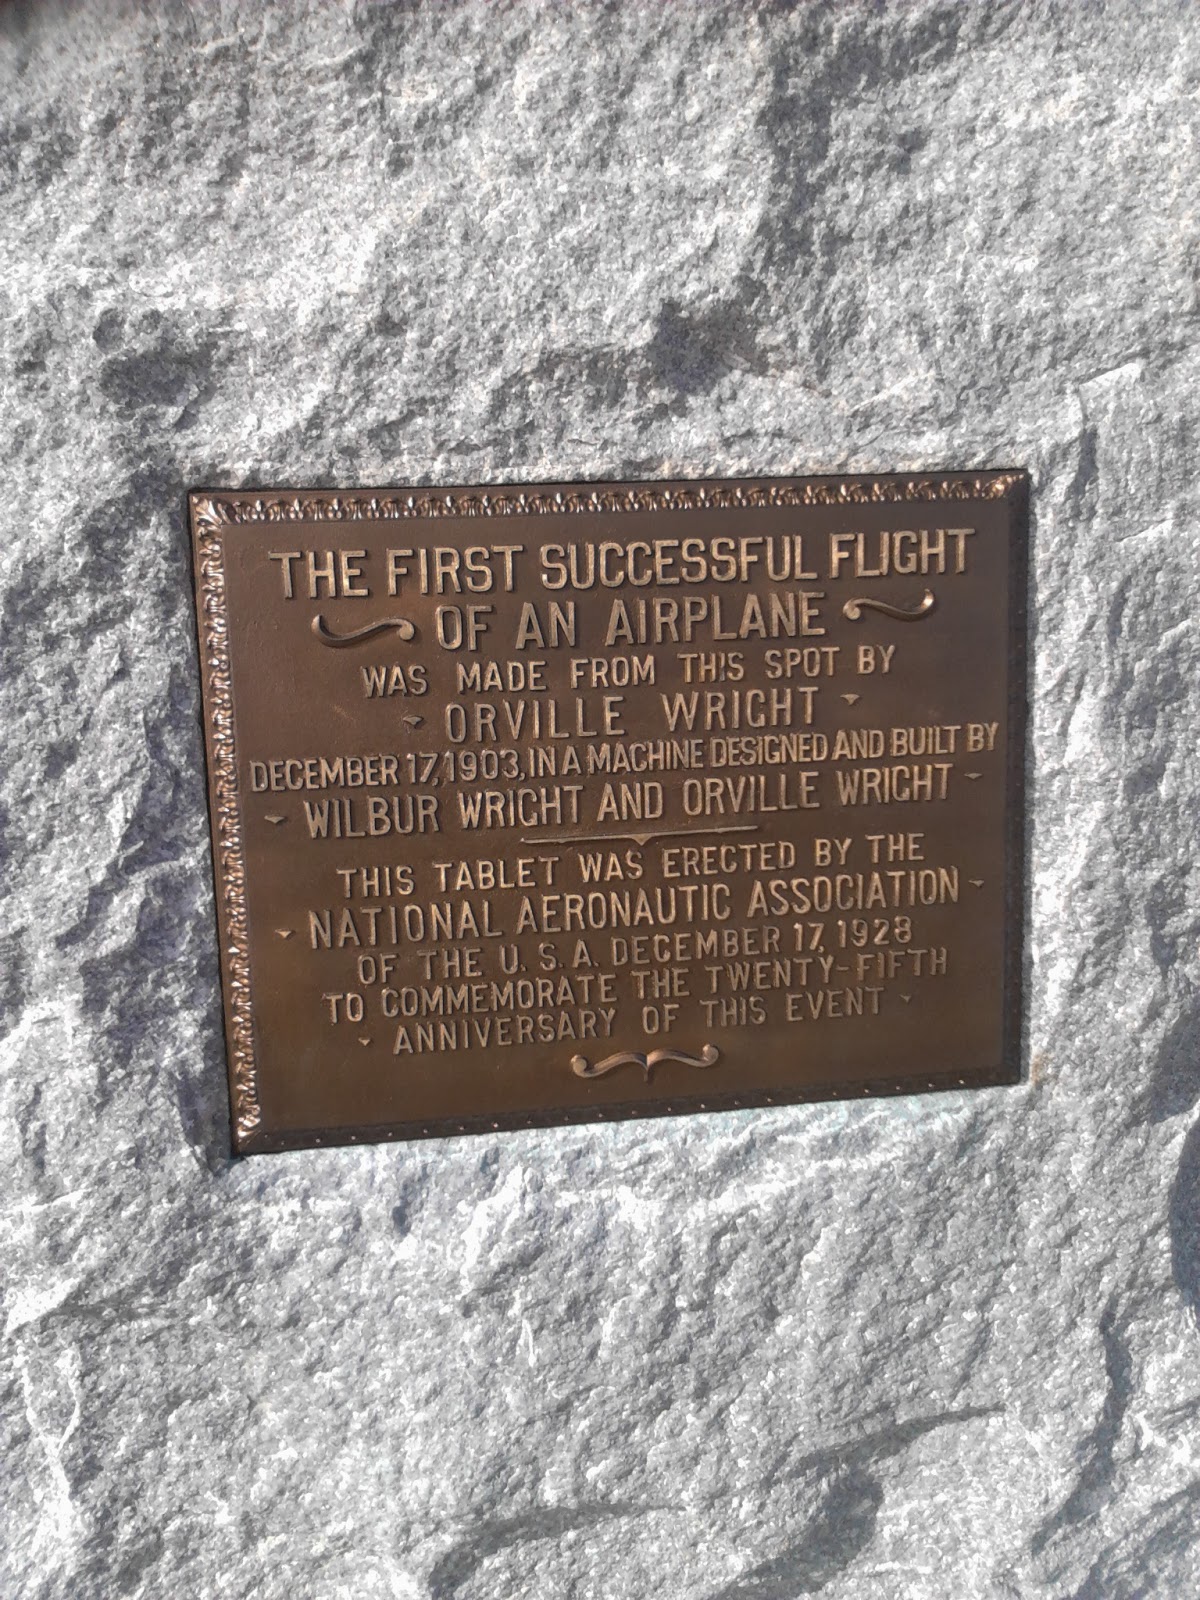 THE FIRST SUCCESSFUL FLIGHT
OF AN AIRPLANE
WAS MADE FROM THIS SPOT BY
ORVILLE WRIGHT
DECEMBER 17, 1903, IN A MACHINE DESIGNED AND BUILT BY
WILBUR WRIGHT AND ORVILLE WRIGHT
THIS TABLET WAS ERECTED BY THE
NATIONAL AERONAUTIC ASSOCIATION
OF THE U. S. A. DECEMBER 17, 1928
TO COMMEMORATE THE TWENTY-FIFTH
ANNIVERSARY OF THIS EVENT